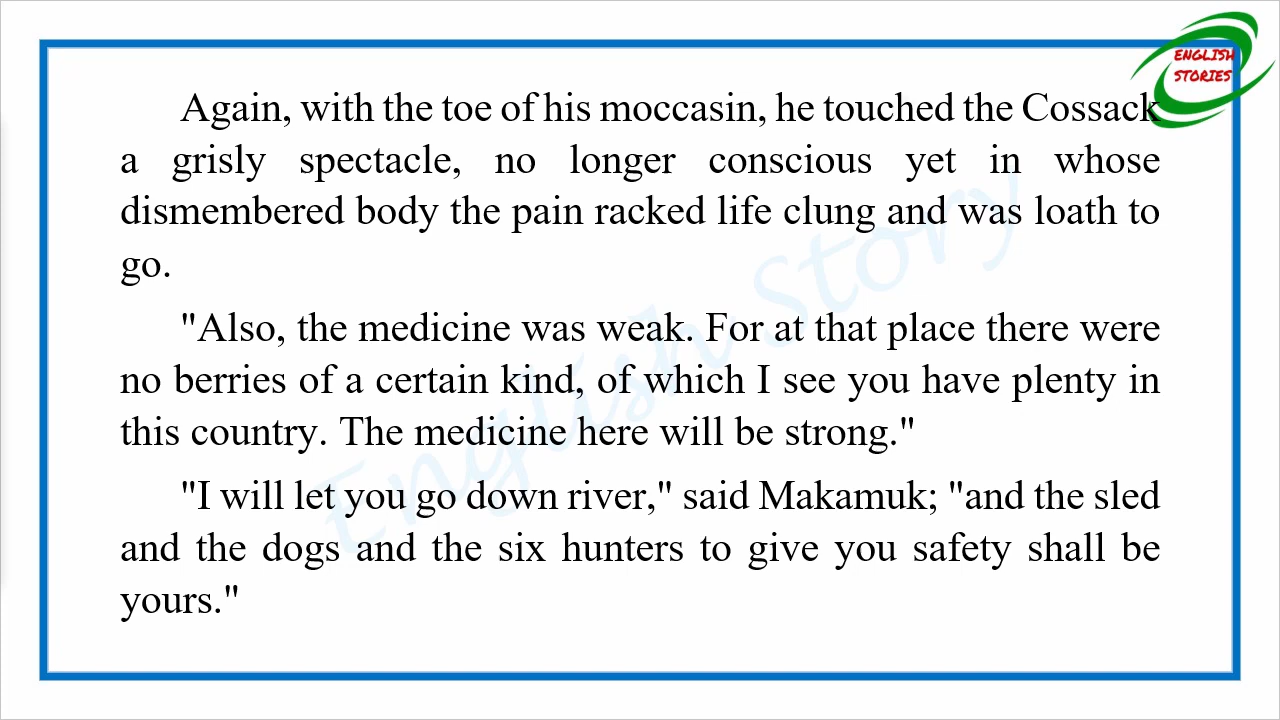 ENGLISH
STORIES
Again, with the toe of his moccasin, he touched the Cossack
a grisly spectacle, no longer conscious yet in whose
dismembered body the pain racked life clung and was loath to
go.
"Also, the medicine was weak. For at that place there were
no berries of a certain kind, of which I see you have plenty in
this country. The medicine here will be strong."
"I will let you go down river," said Makamuk; "and the sled
and the dogs and the six hunters to give you safety shall be
yours."
English Story